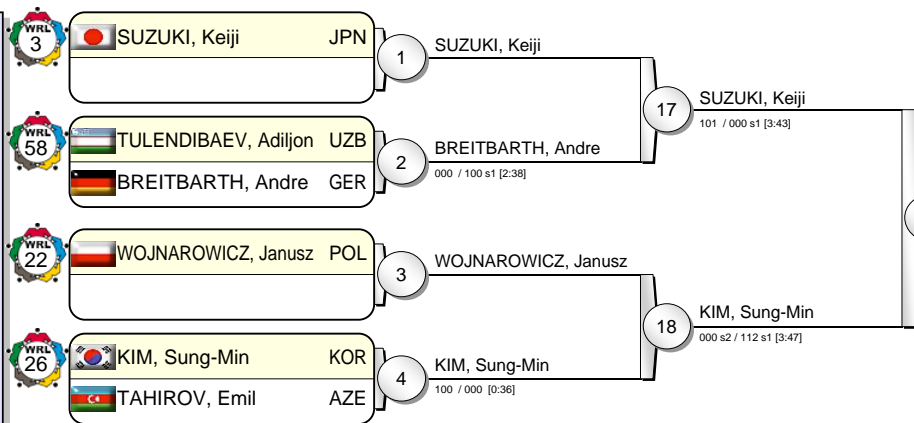 WRL
3
SUZUKI, Keiji JPN
1
SUZUKI, Keiji
17
SUZUKI, Keiji
101 / 000 s1 [3:43]
WRL
58
TULENDIBAEV, Adiljon UZB
2
BREITBARTH, Andre
000 / 100 s1 [2:38]
BREITBARTH, Andre GER
WRL
22
WOJNAROWICZ, Janusz POL
3
WOJNAROWICZ, Janusz
18
KIM, Sung-Min
000 s2 / 112 s1 [3:47]
WRL
26
KIM, Sung-Min KOR
4
KIM, Sung-Min
100 / 000 [0:36]
TAHIROV, Emil AZE